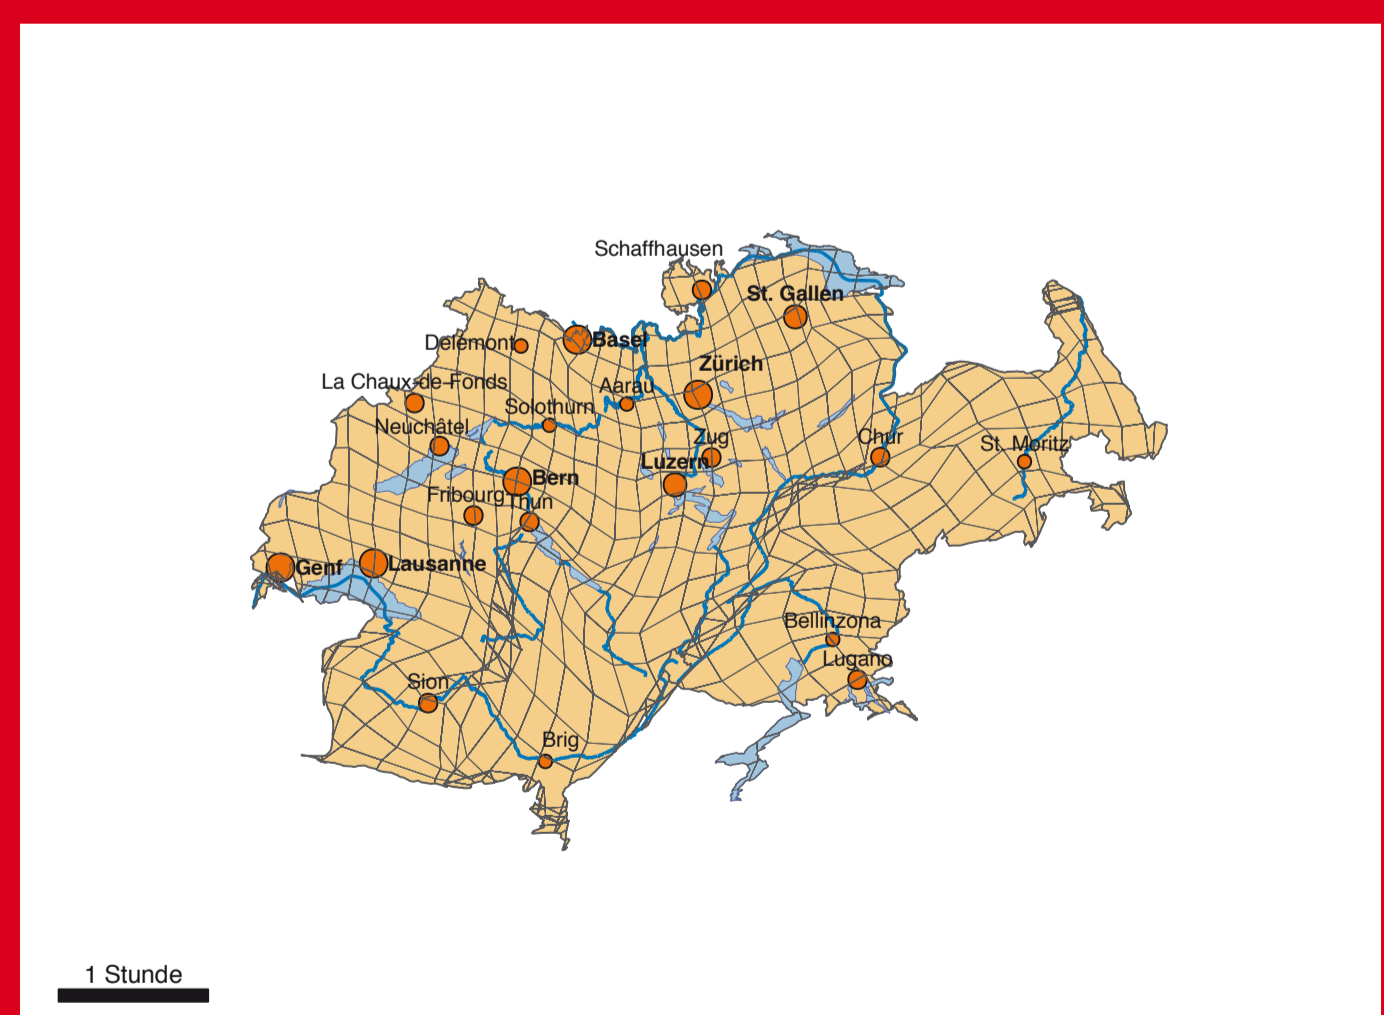 Schaffhausen
St. Gallen
Delémont
Basel
Zürich
La Chaux-de-Fonds
Aarau
Solothurn
Neuchâtel
Zug
Chur
St. Moritz
Luzern
Bern
Fribourg
Thun
Genf
Lausanne
Bellinzona
Lugano
Sion
Brig
1 Stunde